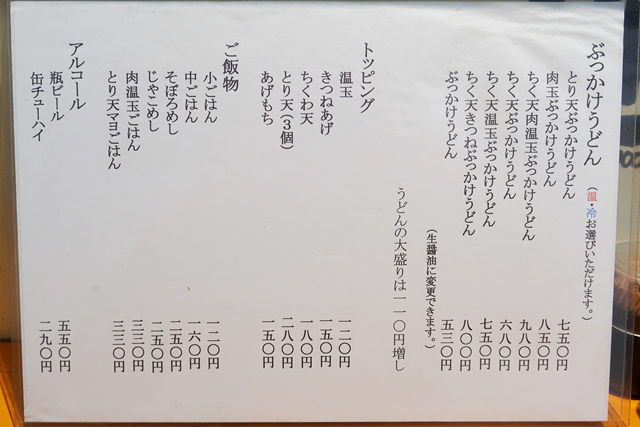 ぶっかけうどん（温・冷お選びいただけます。）
とり天ぶっかけうどん 七五〇円
肉玉ぶっかけうどん 八五〇円
ちく天肉温玉ぶっかけうどん 九八〇円
ちく天ぶっかけうどん 六八〇円
ちく天温玉ぶっかけうどん 七五〇円
ちく天きつねぶっかけうどん 八〇〇円
ぶっかけうどん 五三〇円
（生醤油に変更できます。）
うどんの大盛りは一一〇円増し
トッピング
温玉 一二〇円
きつねあげ 一五〇円
ちくわ天 一八〇円
とり天（３個） 二八〇円
あげもち 一五〇円
ご飯物
小ごはん 一二〇円
中ごはん 一六〇円
そぼろめし 二五〇円
じゃこめし 二五〇円
肉温玉ごはん 三三〇円
とり天マヨごはん 三三〇円
アルコール
瓶ビール 五五〇円
缶チューハイ 二九〇円